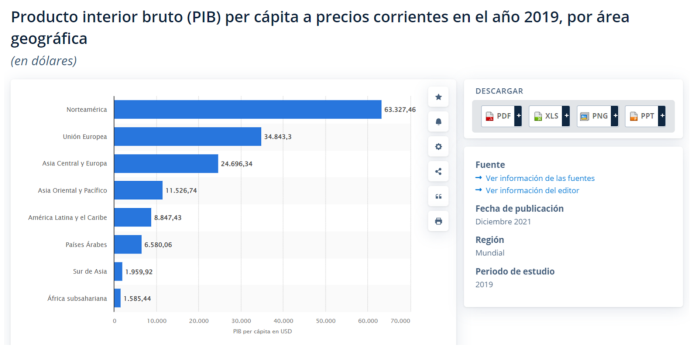 Producto interior bruto (PIB) per cápita a precios corrientes en el año 2019, por área
geográfica
(en dólares)
Norteamérica 63.327,46
Unión Europea 34.843,3
Asia Central y Europa 24.696,34
Asia Oriental y Pacífico 11.526,74
América Latina y el Caribe 8.847,43
Países Árabes 6.580,06
Sur de Asia 1.959,92
África subsahariana 1.585,44
0 10.000 20.000 30.000 40.000 50.000 60.000 70.000
PIB per cápita en USD
DESCARGAR
PDF + XLS + PNG + PPT +
Fuente
→ Ver información de las fuentes
→ Ver información del editor
Fecha de publicación
Diciembre 2021
Región
Mundial
Periodo de estudio
2019